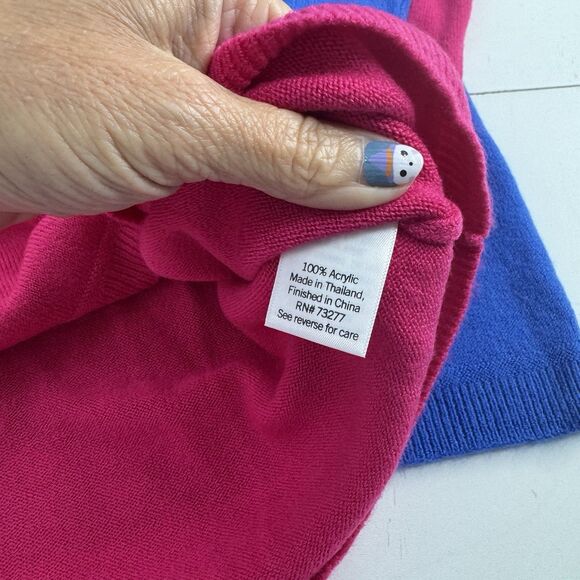 100% Acrylic
Made in Thailand,
Finished in China
RN# 73277
See reverse for care